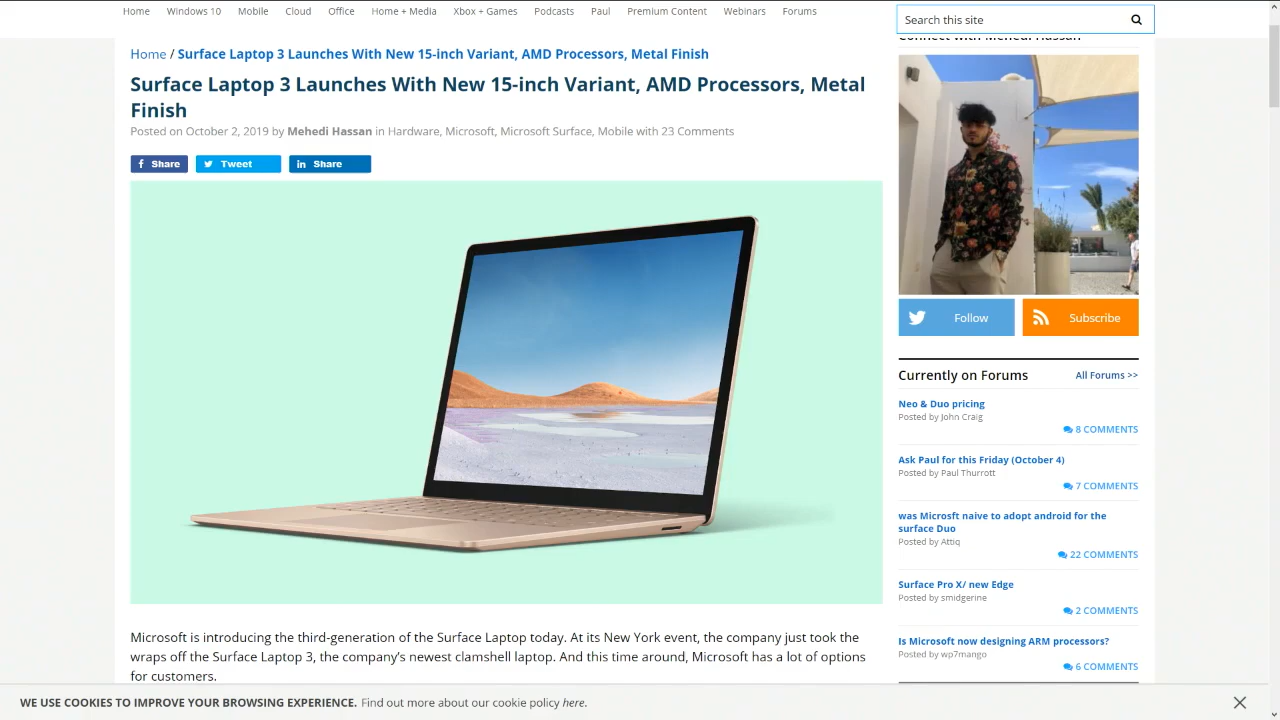 Home Windows 10 Mobile Cloud Office Home + Media Xbox + Games Podcasts Paul Premium Content Webinars Forums
Search this site
Connect with Mehedi Hassan
Home / Surface Laptop 3 Launches With New 15-inch Variant, AMD Processors, Metal Finish
Surface Laptop 3 Launches With New 15-inch Variant, AMD Processors, Metal
Finish
Posted on October 2, 2019 by Mehedi Hassan in Hardware, Microsoft, Microsoft Surface, Mobile with 23 Comments
Share Tweet Share
Follow Subscribe
Currently on Forums All Forums >>
Neo & Duo pricing
Posted by John Craig
8 COMMENTS
Ask Paul for this Friday (October 4)
Posted by Paul Thurrott
7 COMMENTS
was Microsft naive to adopt android for the
surface Duo
Posted by Attiq
22 COMMENTS
Surface Pro X/ new Edge
Posted by smidgerine
2 COMMENTS
Is Microsoft now designing ARM processors?
Posted by wp7mango
6 COMMENTS
Microsoft is introducing the third-generation of the Surface Laptop today. At its New York event, the company just took the
wraps off the Surface Laptop 3, the company's newest clamshell laptop. And this time around, Microsoft has a lot of options
for customers.
WE USE COOKIES TO IMPROVE YOUR BROWSING EXPERIENCE. Find out more about our cookie policy here.